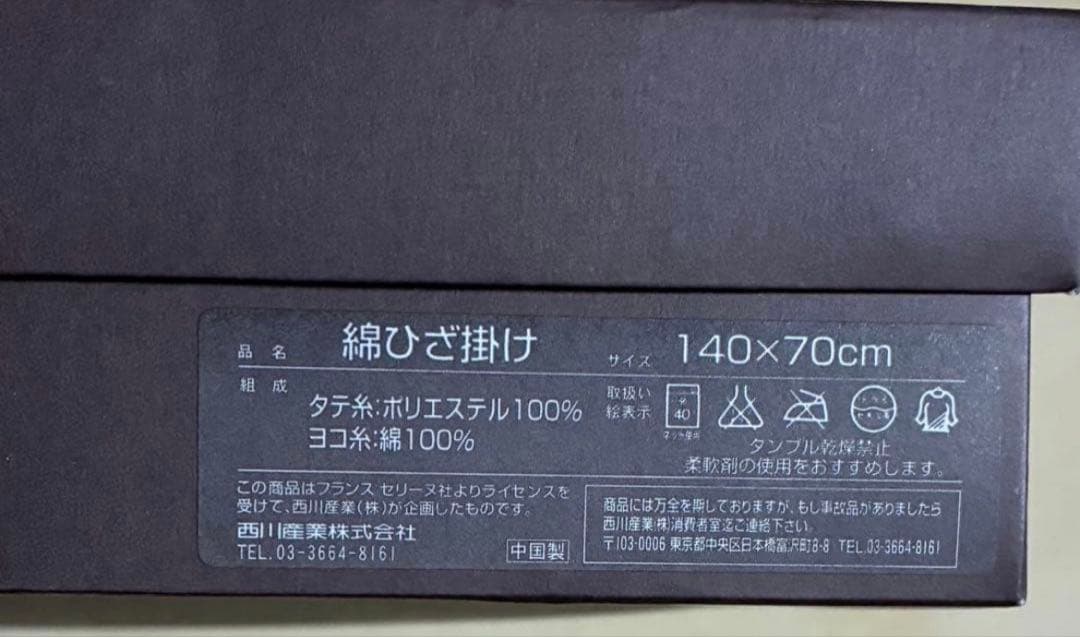 品名 綿ひざ掛け サイズ 140×70cm
組成
タテ糸:ポリエステル100%
ヨコ糸:綿100%
取扱い
絵表示
40
ネット使用
タンブル乾燥禁止
柔軟剤の使用をおすすめします。
この商品はフランス セリーヌ社よりライセンスを
受けて、西川産業(株)が企画したものです。
西川産業株式会社
TEL.03-3664-8161
中国製
商品には万全を期しておりますが、もし事故品がありましたら
西川産業(株)消費者室迄ご連絡下さい
〒103-0006 東京都中央区日本橋富沢町8-8 TEL.03-3664-8161